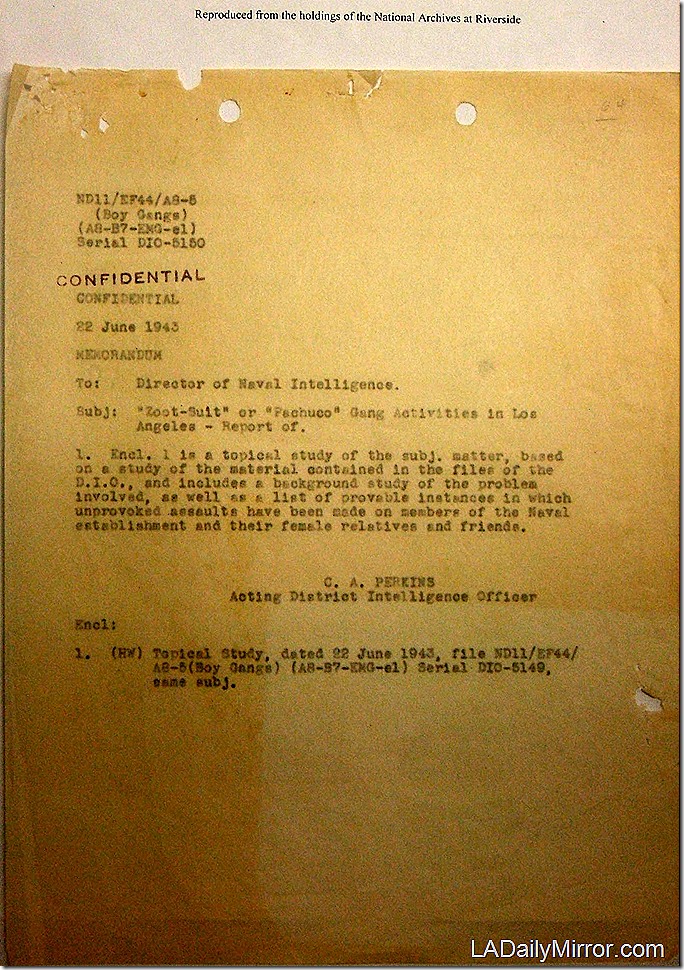 Reproduced from the holdings of the National Archives at Riverside
ND11/EF44/A8-5
(Boy Gangs)
(A8-B7-EMG-el)
Serial DIO-5150
CONFIDENTIAL
CONFIDENTIAL
22 June 1943
MEMORANDUM
To: Director of Naval Intelligence.
Subj: "Zoot-Suit" or "Pachuco" Gang Activities in Los
Angeles - Report of.
1. Encl. 1 is a topical study of the subj. matter, based
on a study of the material contained in the files of the
D.I.O., and includes a background study of the problem
involved, as well as a list of provable instances in which
unprovoked assaults have been made on members of the Naval
establishment and their female relatives and friends.
C. A. PERKINS
Acting District Intelligence Officer
Encl:
1. (HW) Topical Study, dated 22 June 1943, file ND11/EF44/
A8-5(Boy Gangs) (A8-B7-EMG-el) Serial DIO-5149,
same subj.
LADailyMirror.com